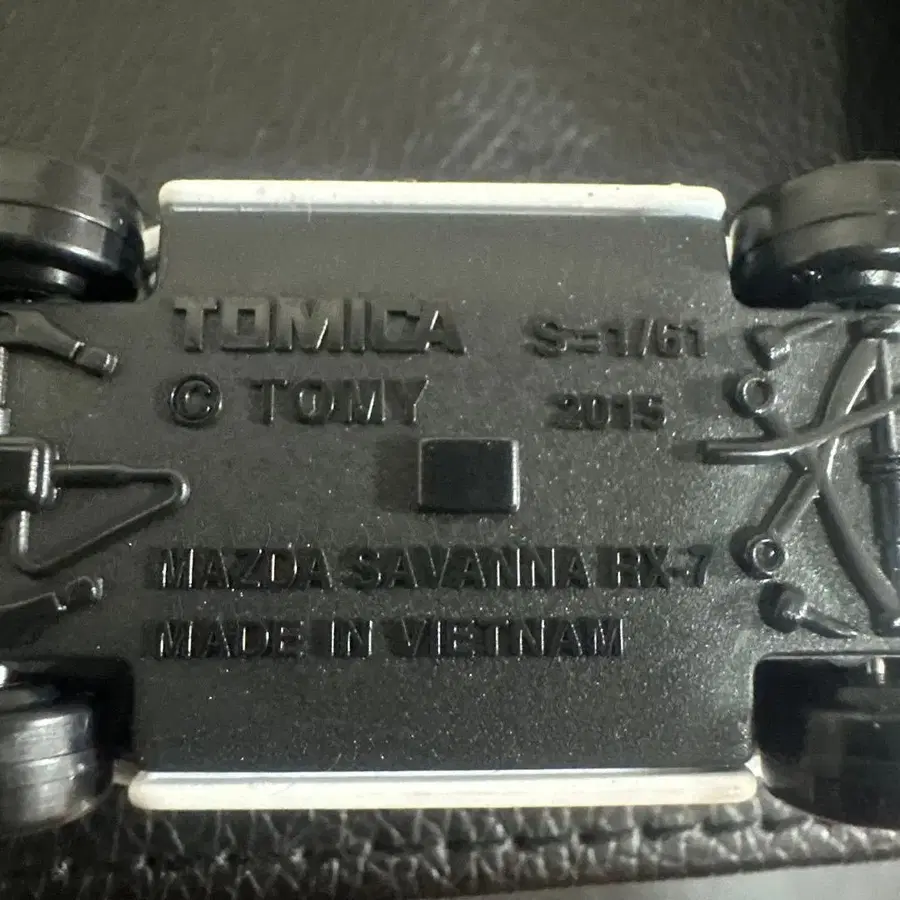 TOMICA S=1/61
© TOMY 2015
MAZDA SAVANNA RX-7
MADE IN VIETNAM